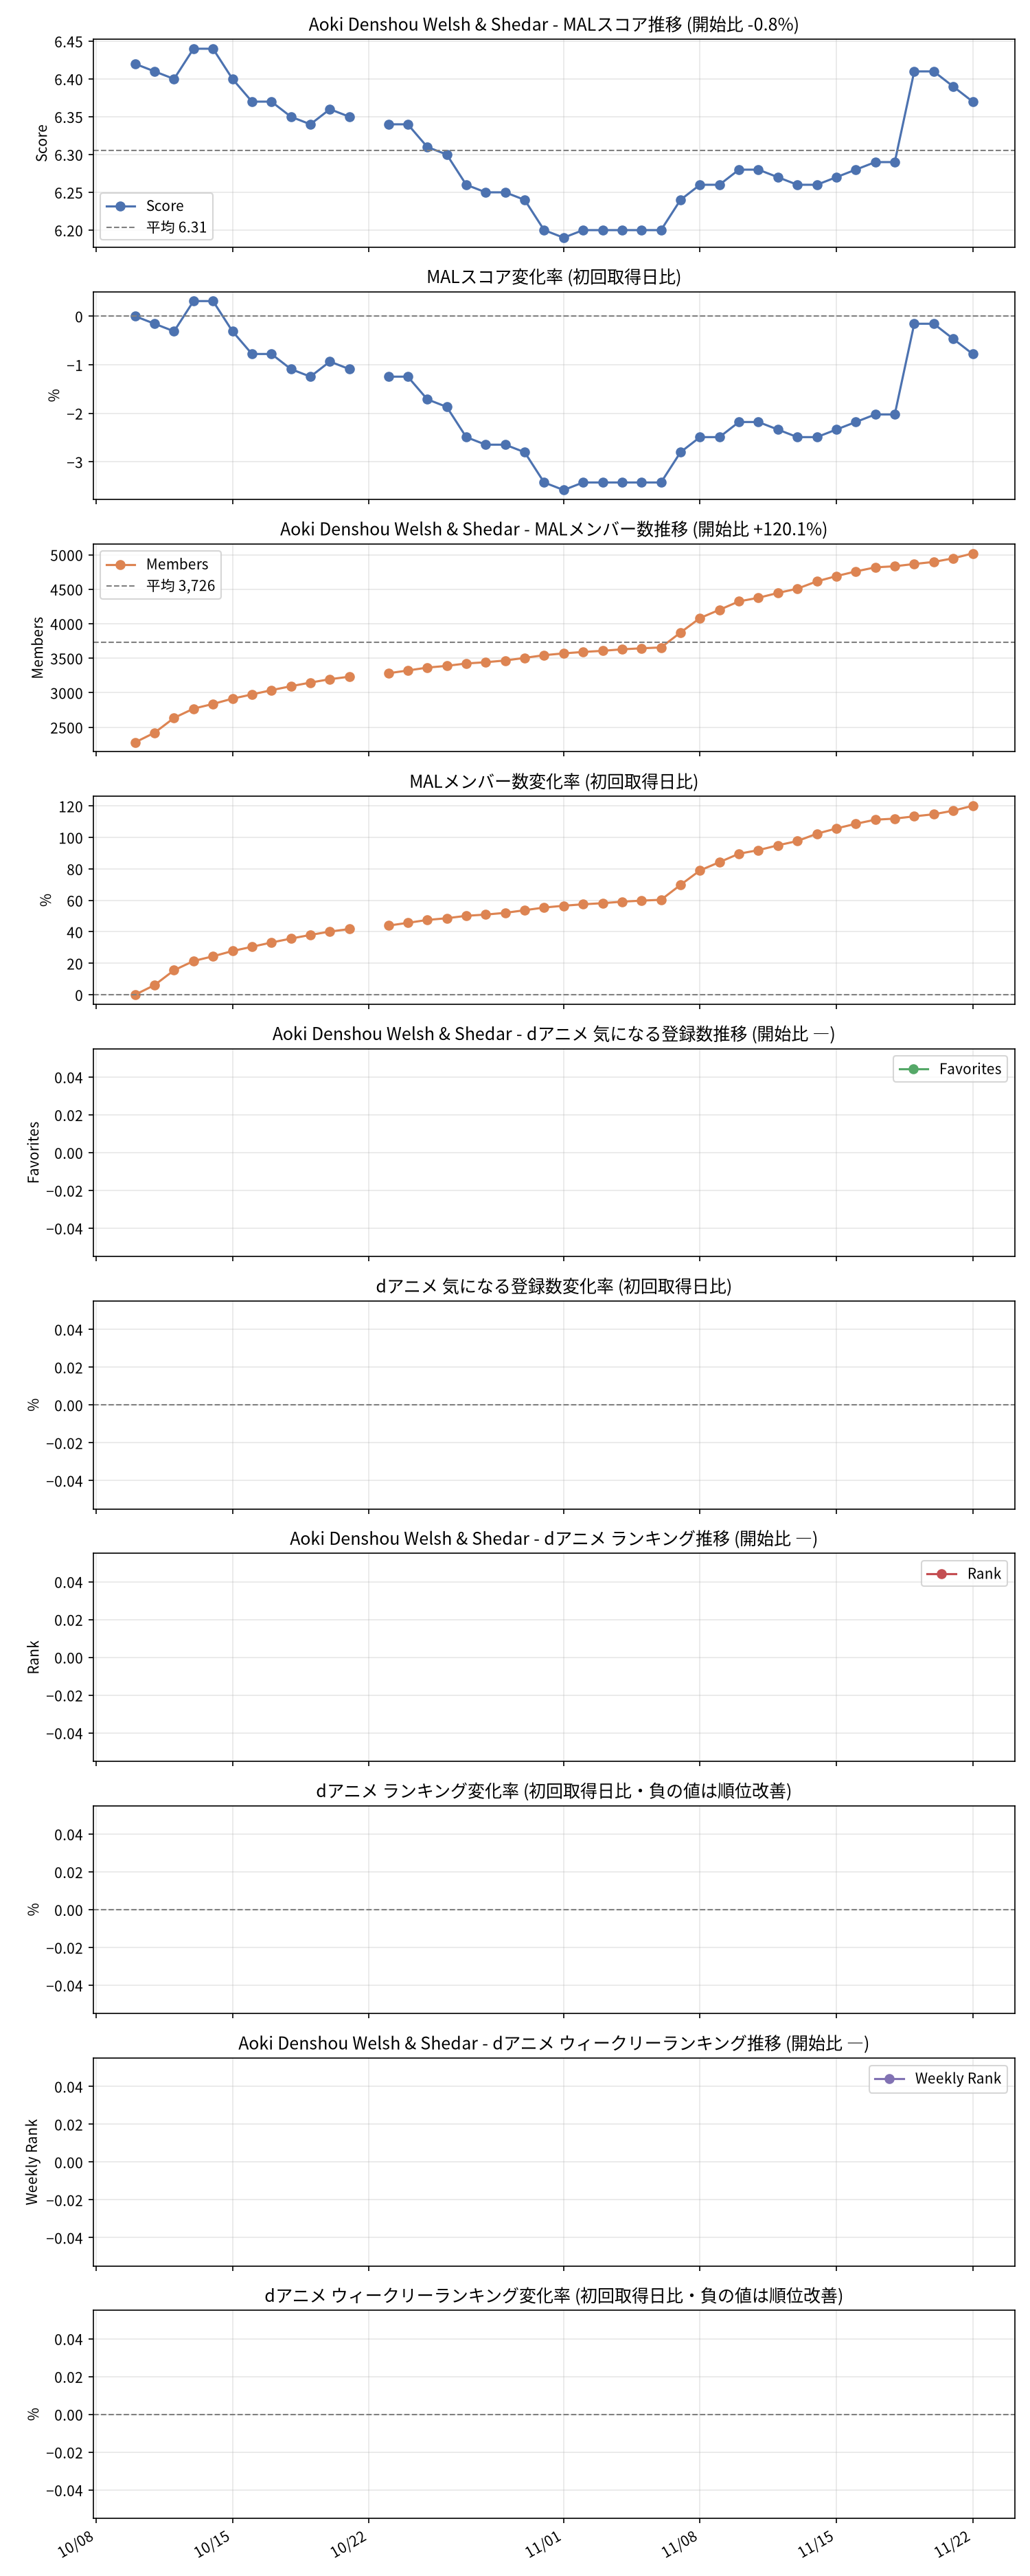 Aoki Denshou Welsh & Shedar - MALスコア推移 (開始比 -0.8%)
6.45
6.40
6.35
6.30
6.25
6.20
Score
Score
平均 6.31
MALスコア変化率 (初回取得日比)
0
−1
−2
−3
%
Aoki Denshou Welsh & Shedar - MALメンバー数推移 (開始比 +120.1%)
5000
4500
4000
3500
3000
2500
Members
Members
平均 3,726
MALメンバー数変化率 (初回取得日比)
120
100
80
60
40
20
0
%
Aoki Denshou Welsh & Shedar - dアニメ 気になる登録数推移 (開始比 —)
0.04
0.02
0.00
−0.02
−0.04
Favorites
Favorites
dアニメ 気になる登録数変化率 (初回取得日比)
0.04
0.02
0.00
−0.02
−0.04
%
Aoki Denshou Welsh & Shedar - dアニメ ランキング推移 (開始比 —)
0.04
0.02
0.00
−0.02
−0.04
Rank
Rank
dアニメ ランキング変化率 (初回取得日比・負の値は順位改善)
0.04
0.02
0.00
−0.02
−0.04
%
Aoki Denshou Welsh & Shedar - dアニメ ウィークリーランキング推移 (開始比 —)
0.04
0.02
0.00
−0.02
−0.04
Weekly Rank
Weekly Rank
dアニメ ウィークリーランキング変化率 (初回取得日比・負の値は順位改善)
0.04
0.02
0.00
−0.02
−0.04
%
10/08
10/15
10/22
11/01
11/08
11/15
11/22